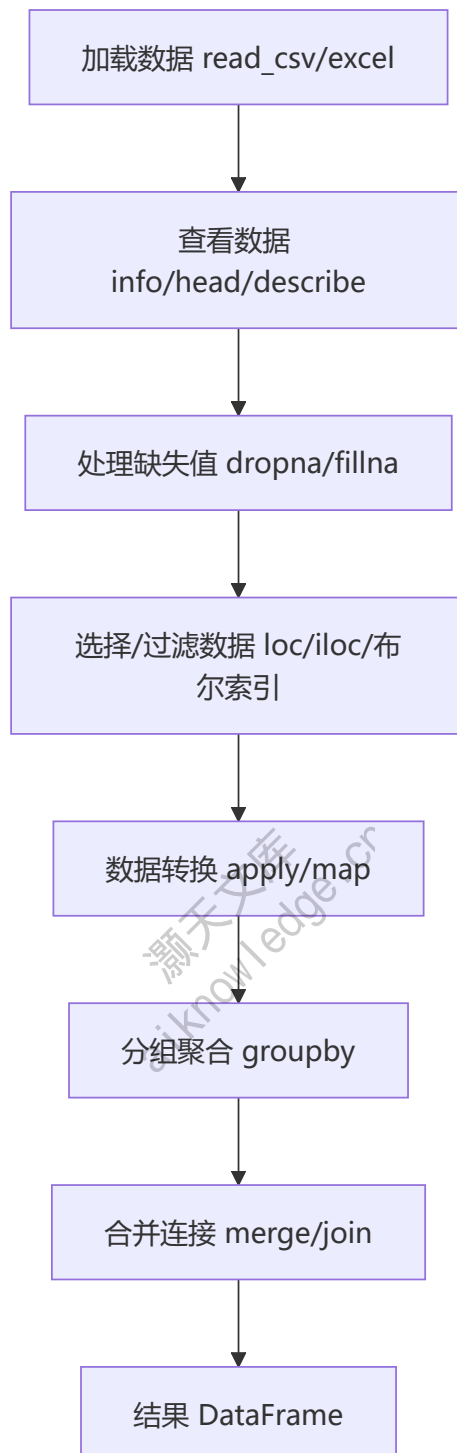 加载数据 read_csv/excel
查看数据
info/head/describe
处理缺失值 dropna/fillna
选择/过滤数据 loc/iloc/布
尔索引
数据转换 apply/map
灏天文库
aiknowledge.cn
分组聚合 groupby
合并连接 merge/join
结果 DataFrame